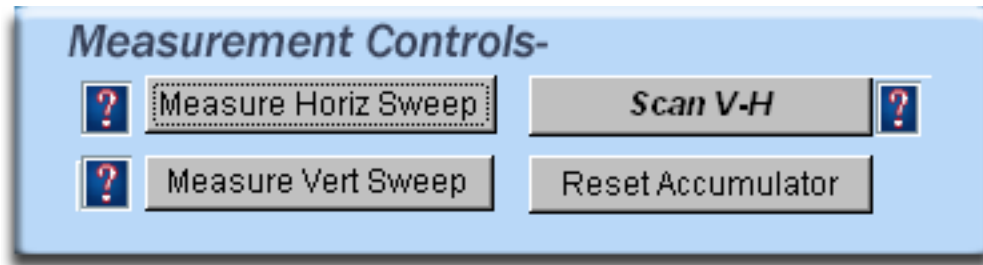 Measurement Controls-
? Measure Horiz Sweep Scan V-H ?
? Measure Vert Sweep Reset Accumulator